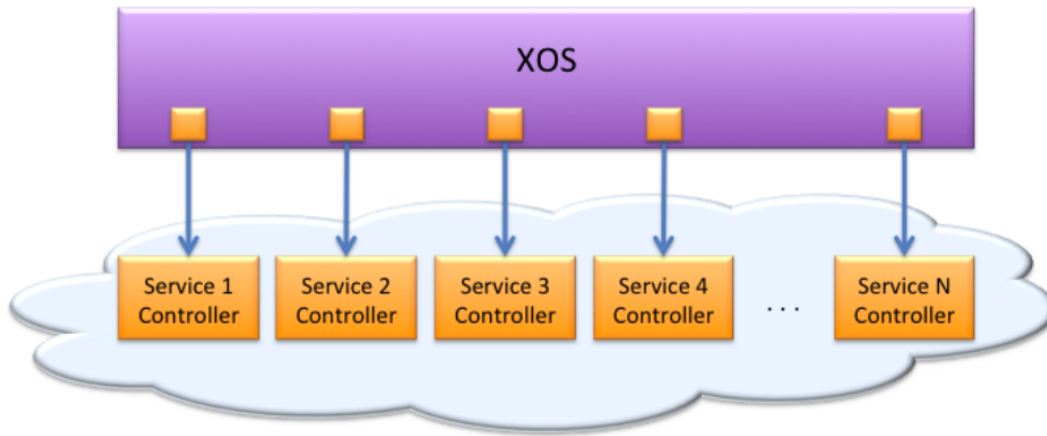 XOS
Service 1
Controller
Service 2
Controller
Service 3
Controller
Service 4
Controller
. . .
Service N
Controller